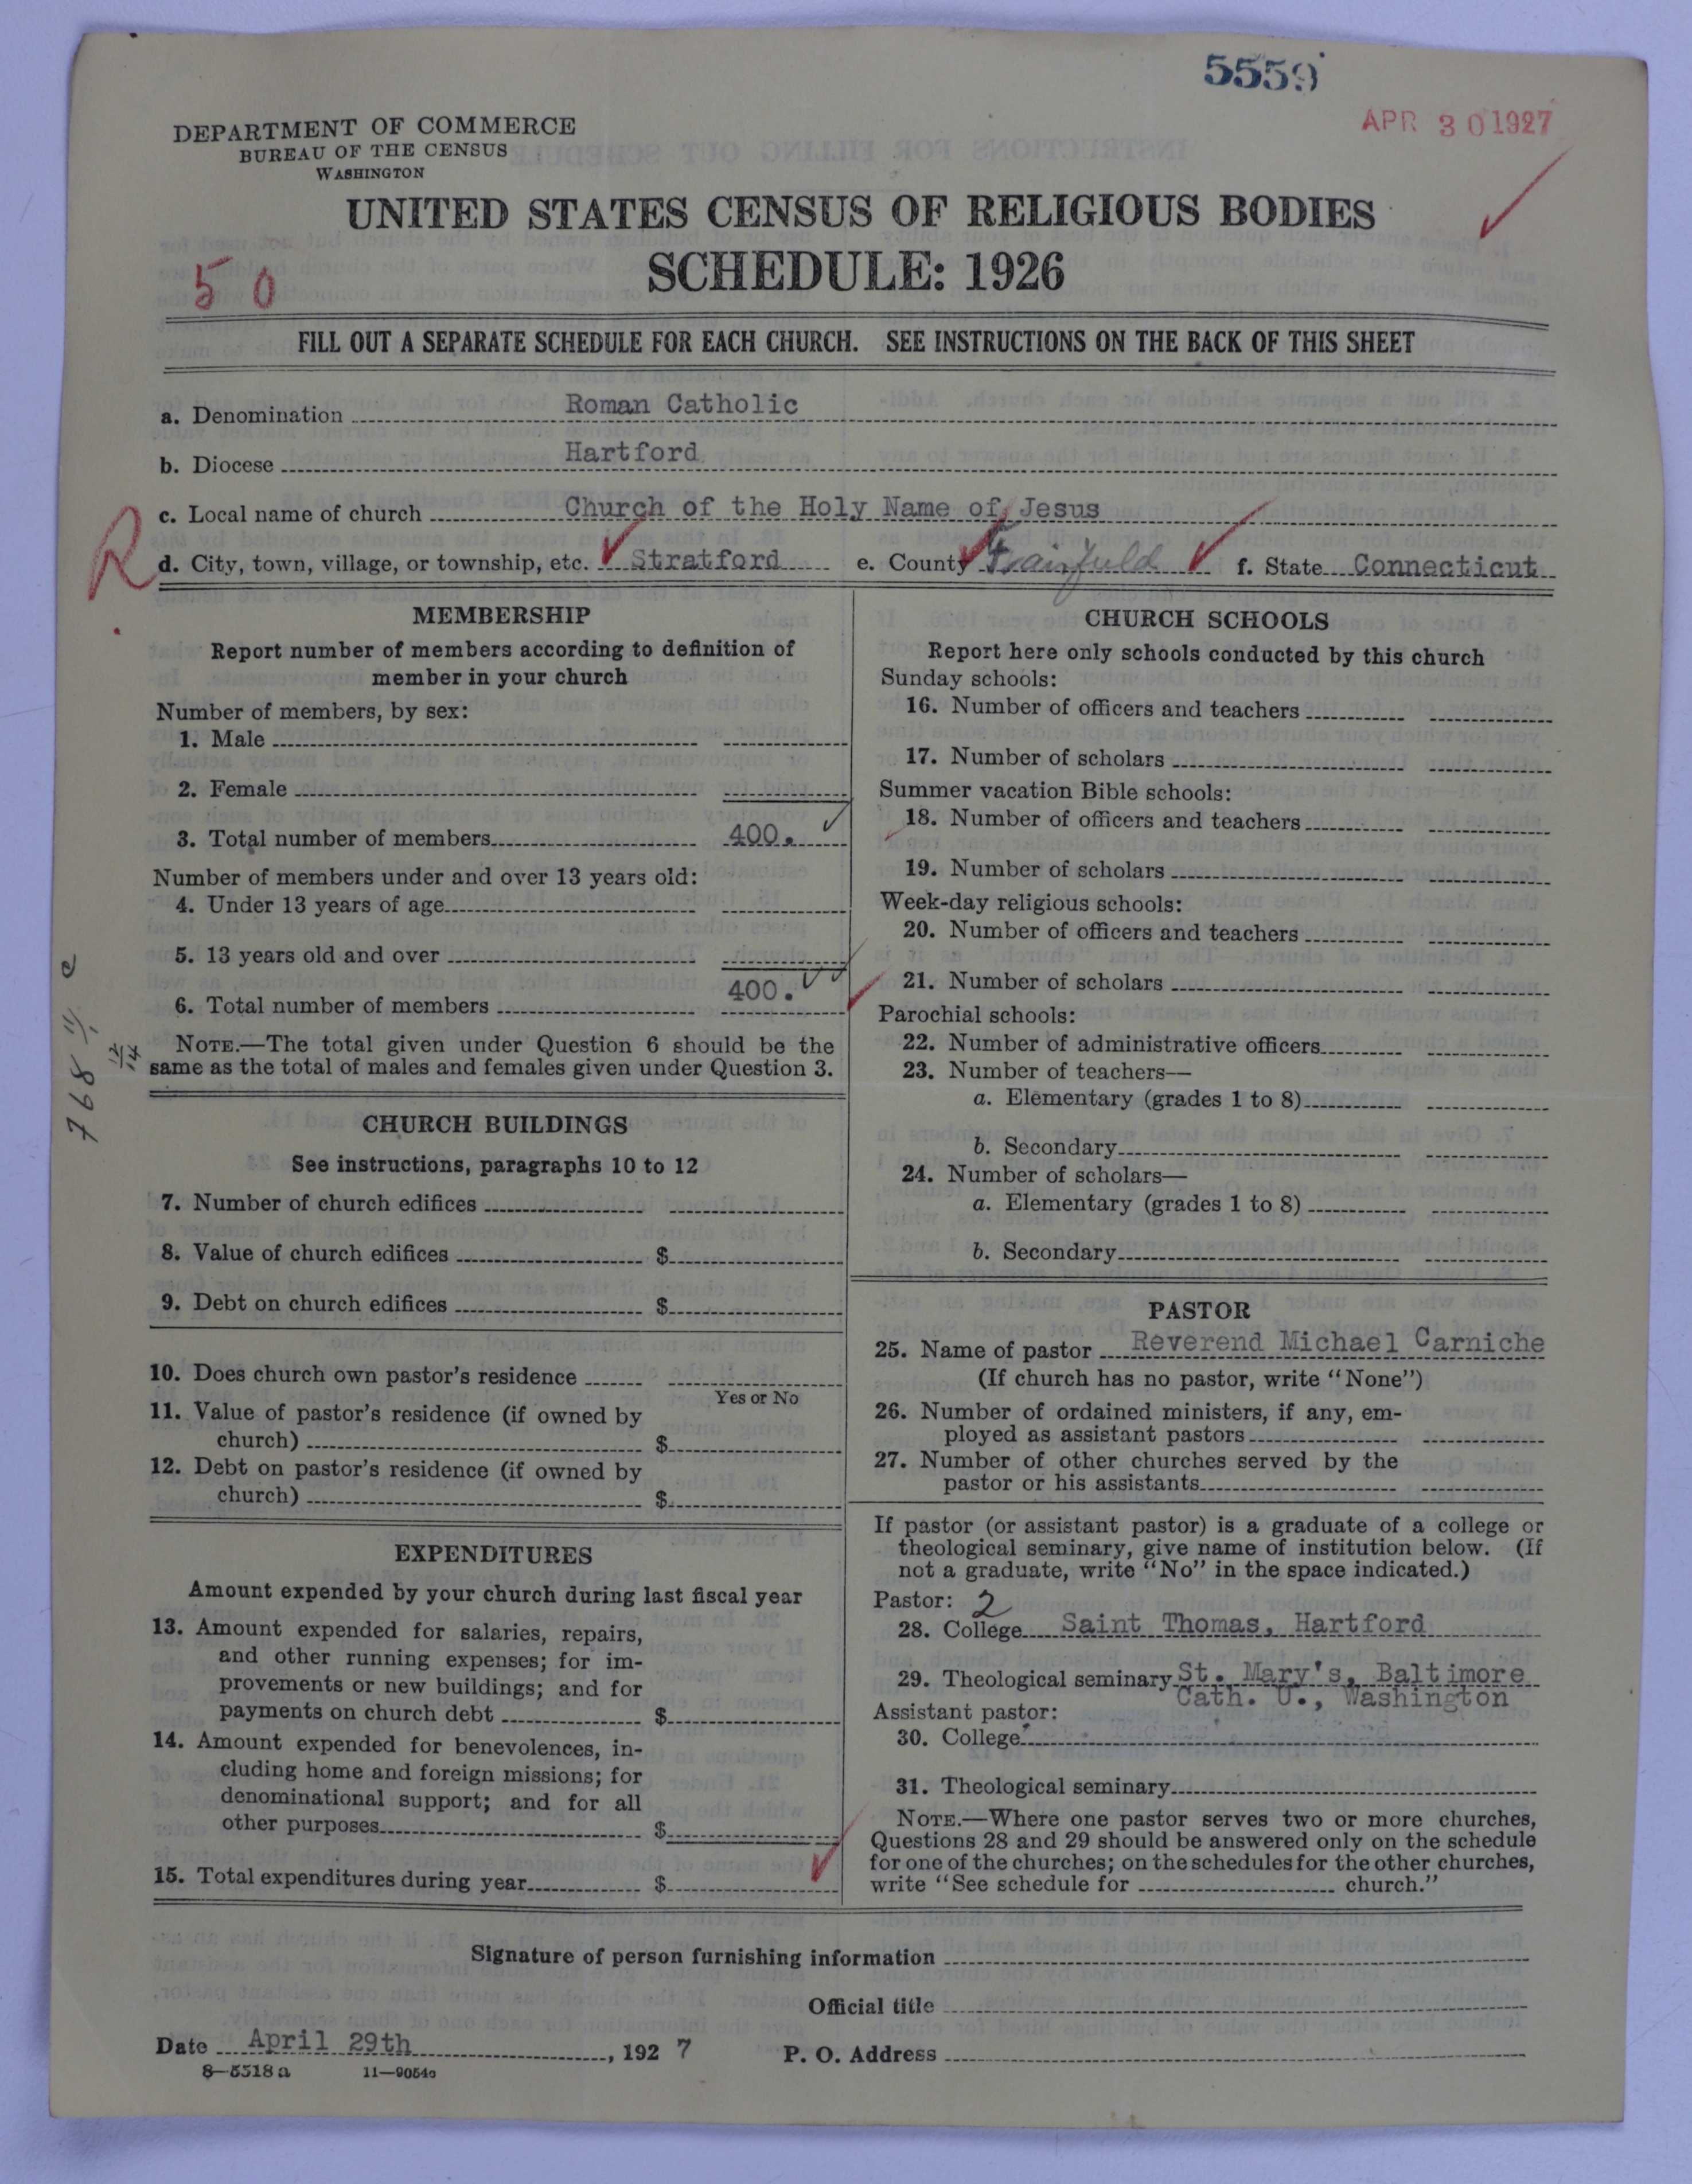 5559
APR 30 1927
DEPARTMENT OF COMMERCE
BUREAU OF THE CENSUS
WASHINGTON
UNITED STATES CENSUS OF RELIGIOUS BODIES
SCHEDULE: 1926
50
FILL OUT A SEPARATE SCHEDULE FOR EACH CHURCH. SEE INSTRUCTIONS ON THE BACK OF THIS SHEET
a. Denomination Roman Catholic
b. Diocese Hartford
c. Local name of church Church of the Holy Name of Jesus
R
d. City, town, village, or township, etc. Stratford e. County Fairfield f. State Connecticut
MEMBERSHIP
Report number of members according to definition of
member in your church
Number of members, by sex:
1. Male
2. Female
3. Total number of members 400.
Number of members under and over 13 years old:
4. Under 13 years of age
5. 13 years old and over
6. Total number of members 400.
NOTE.—The total given under Question 6 should be the
same as the total of males and females given under Question 3.
CHURCH BUILDINGS
See instructions, paragraphs 10 to 12
7. Number of church edifices
8. Value of church edifices $
9. Debt on church edifices $
10. Does church own pastor's residence
Yes or No
11. Value of pastor's residence (if owned by
church) $
12. Debt on pastor's residence (if owned by
church) $
EXPENDITURES
Amount expended by your church during last fiscal year
13. Amount expended for salaries, repairs,
and other running expenses; for im-
provements or new buildings; and for
payments on church debt $
14. Amount expended for benevolences, in-
cluding home and foreign missions; for
denominational support; and for all
other purposes $
15. Total expenditures during year $
CHURCH SCHOOLS
Report here only schools conducted by this church
Sunday schools:
16. Number of officers and teachers
17. Number of scholars
Summer vacation Bible schools:
18. Number of officers and teachers
19. Number of scholars
Week-day religious schools:
20. Number of officers and teachers
21. Number of scholars
Parochial schools:
22. Number of administrative officers
23. Number of teachers—
a. Elementary (grades 1 to 8)
b. Secondary
24. Number of scholars—
a. Elementary (grades 1 to 8)
b. Secondary
PASTOR
25. Name of pastor Reverend Michael Carniche
(If church has no pastor, write "None")
26. Number of ordained ministers, if any, em-
ployed as assistant pastors
27. Number of other churches served by the
pastor or his assistants
If pastor (or assistant pastor) is a graduate of a college or
theological seminary, give name of institution below. (If
not a graduate, write "No" in the space indicated.)
Pastor: 2
28. College Saint Thomas, Hartford
29. Theological seminary St. Mary's, Baltimore
Cath. U., Washington
Assistant pastor:
30. College
31. Theological seminary
NOTE.—Where one pastor serves two or more churches,
Questions 28 and 29 should be answered only on the schedule
for one of the churches; on the schedules for the other churches,
write "See schedule for church."
Signature of person furnishing information
Official title
Date April 29th, 1927 P. O. Address
8—5518a 11—9054a
768